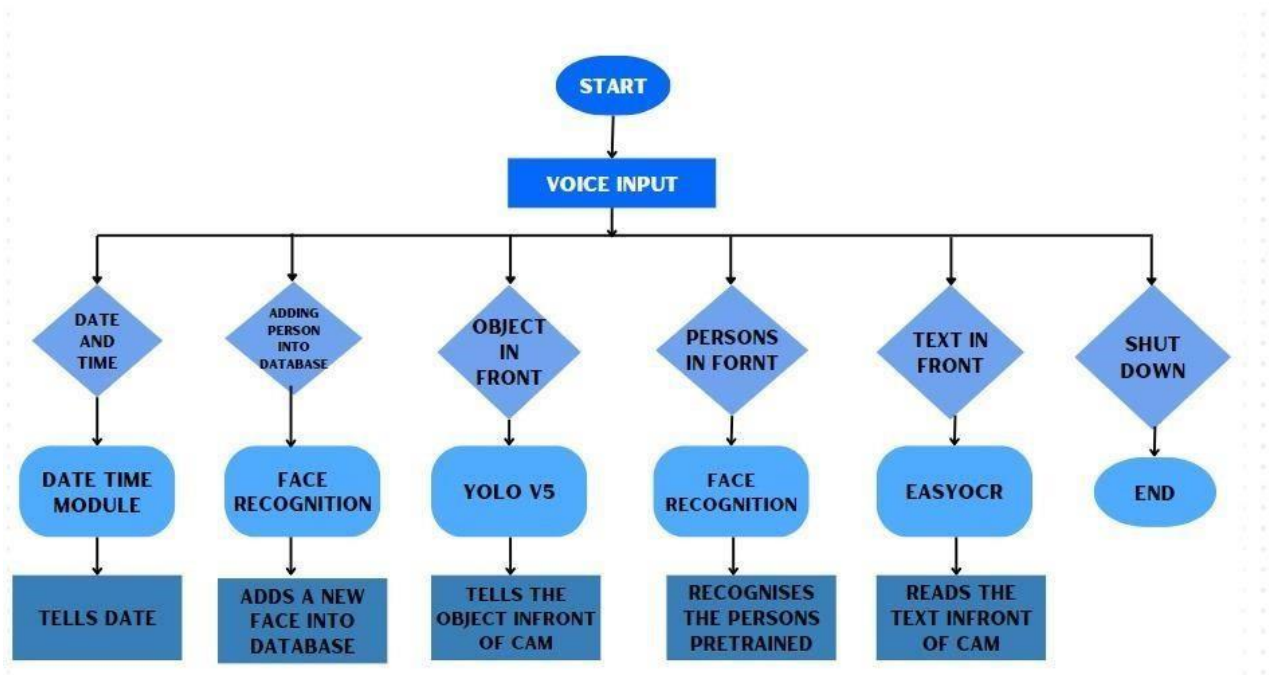 START
VOICE INPUT
DATE
AND
TIME
ADDING
PERSON
INTO
DATABASE
OBJECT
IN
FRONT
PERSONS
IN FORNT
TEXT IN
FRONT
SHUT
DOWN
DATE TIME
MODULE
FACE
RECOGNITION
YOLO V5
FACE
RECOGNITION
EASYOCR
END
TELLS DATE
ADDS A NEW
FACE INTO
DATABASE
TELLS THE
OBJECT INFRONT
OF CAM
RECOGNISES
THE PERSONS
PRETRAINED
READS THE
TEXT INFRONT
OF CAM